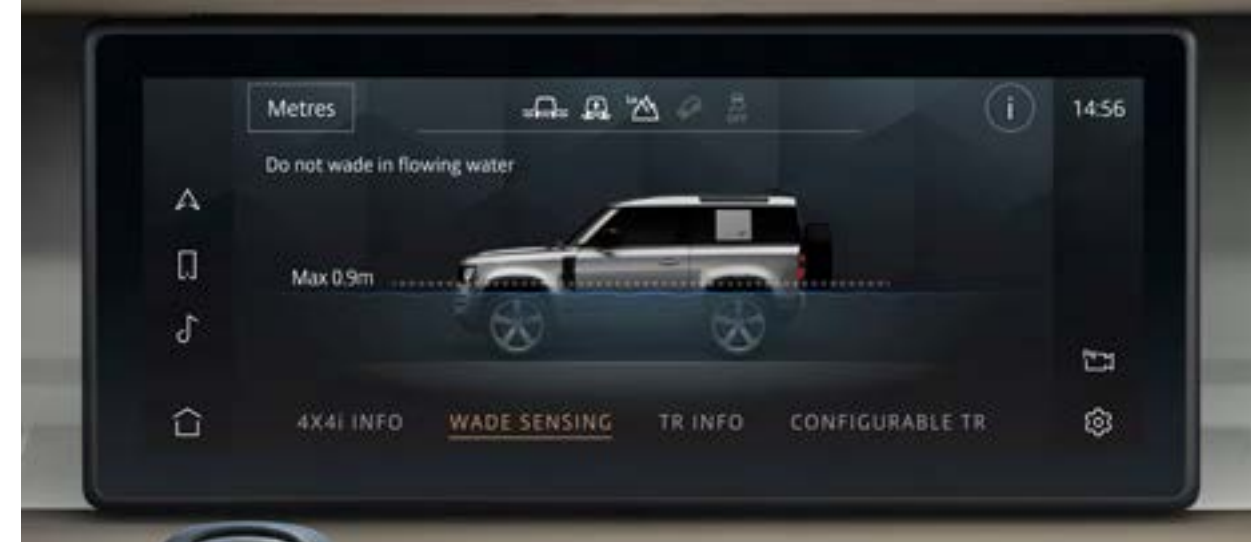 Metres
14:56
Do not wade in flowing water
Max 0.9m
4X4i INFO
WADE SENSING
TR INFO
CONFIGURABLE TR